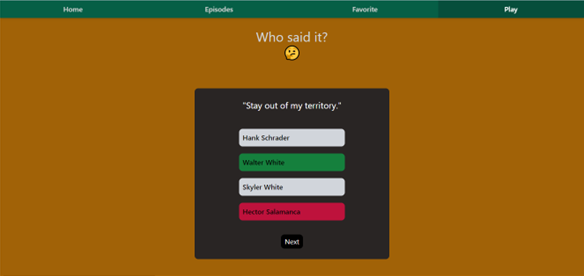 Home Episodes Favorite Play
Who said it?
"Stay out of my territory."
Hank Schrader
Walter White
Skyler White
Hector Salamanca
Next